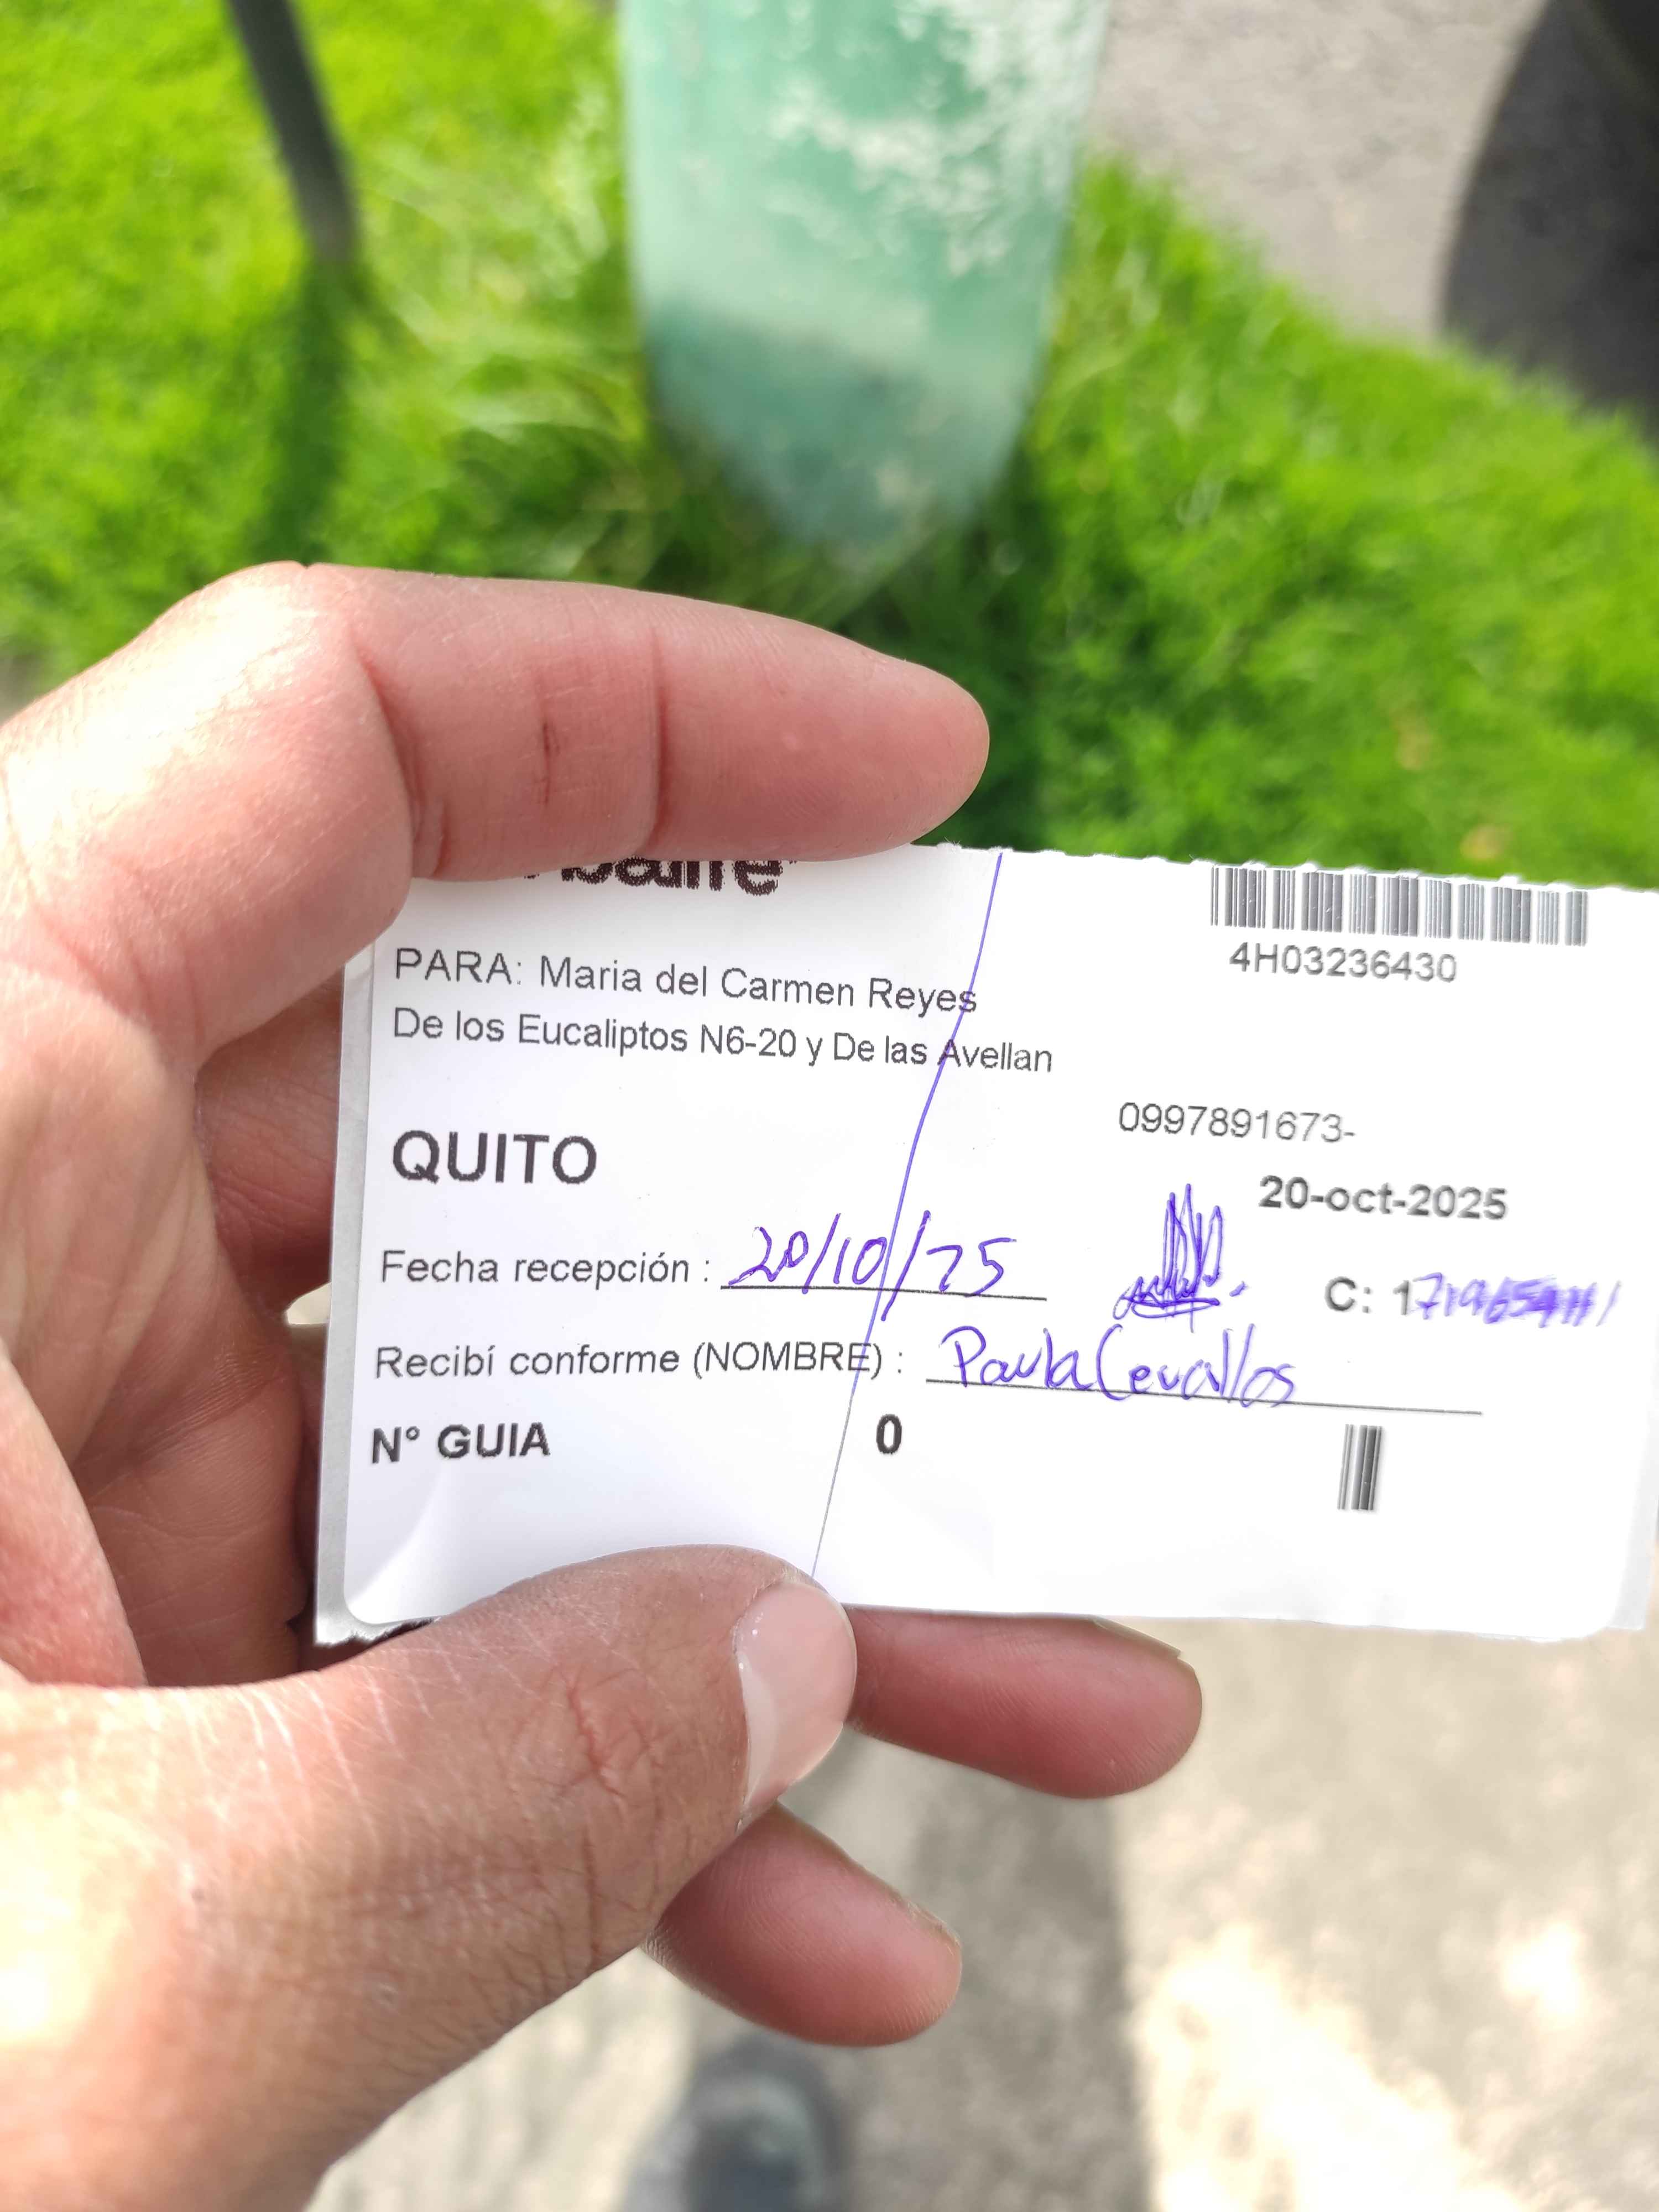 4H03236430
PARA: Maria del Carmen Reyes
De los Eucaliptos N6-20 y De las Avellan
0997891673-
QUITO
20-oct-2025
Fecha recepción : 20/10/25
C:
Recibí conforme (NOMBRE) : Paula Cevallos
N° GUIA 0